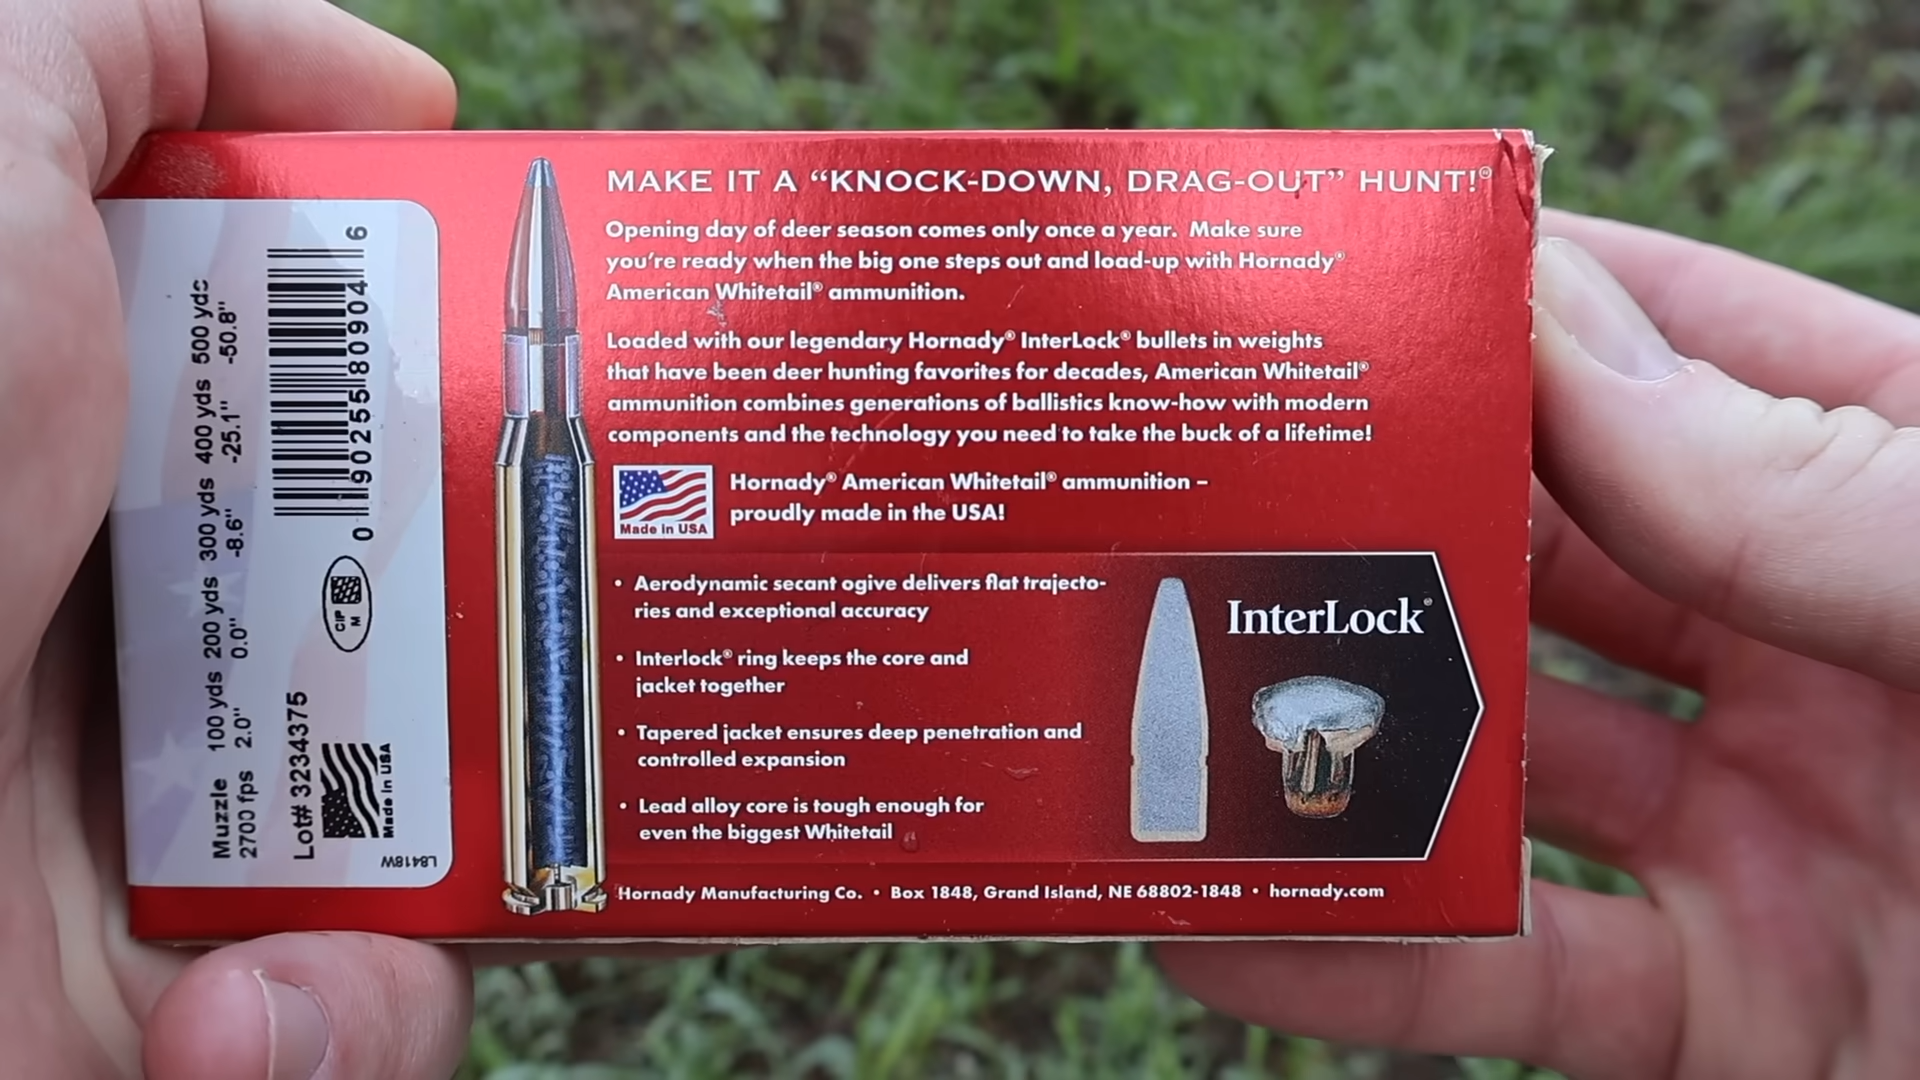 Muzzle 100 yds 200 yds 300 yds 400 yds 500 yds
2700 fps 2.0" 0.0" -8.6" -25.1" -50.8"
Lot# 3234375
0 90255 80904 6
CIP
M
Made in USA
L8418W
MAKE IT A “KNOCK-DOWN, DRAG-OUT” HUNT!®
Opening day of deer season comes only once a year. Make sure
you’re ready when the big one steps out and load-up with Hornady®
American Whitetail® ammunition.
Loaded with our legendary Hornady® InterLock® bullets in weights
that have been deer hunting favorites for decades, American Whitetail®
ammunition combines generations of ballistics know-how with modern
components and the technology you need to take the buck of a lifetime!
Made in USA
Hornady® American Whitetail® ammunition –
proudly made in the USA!
• Aerodynamic secant ogive delivers flat trajecto-
ries and exceptional accuracy
• Interlock® ring keeps the core and
jacket together
• Tapered jacket ensures deep penetration and
controlled expansion
• Lead alloy core is tough enough for
even the biggest Whitetail
InterLock®
Hornady Manufacturing Co. • Box 1848, Grand Island, NE 68802-1848 • hornady.com